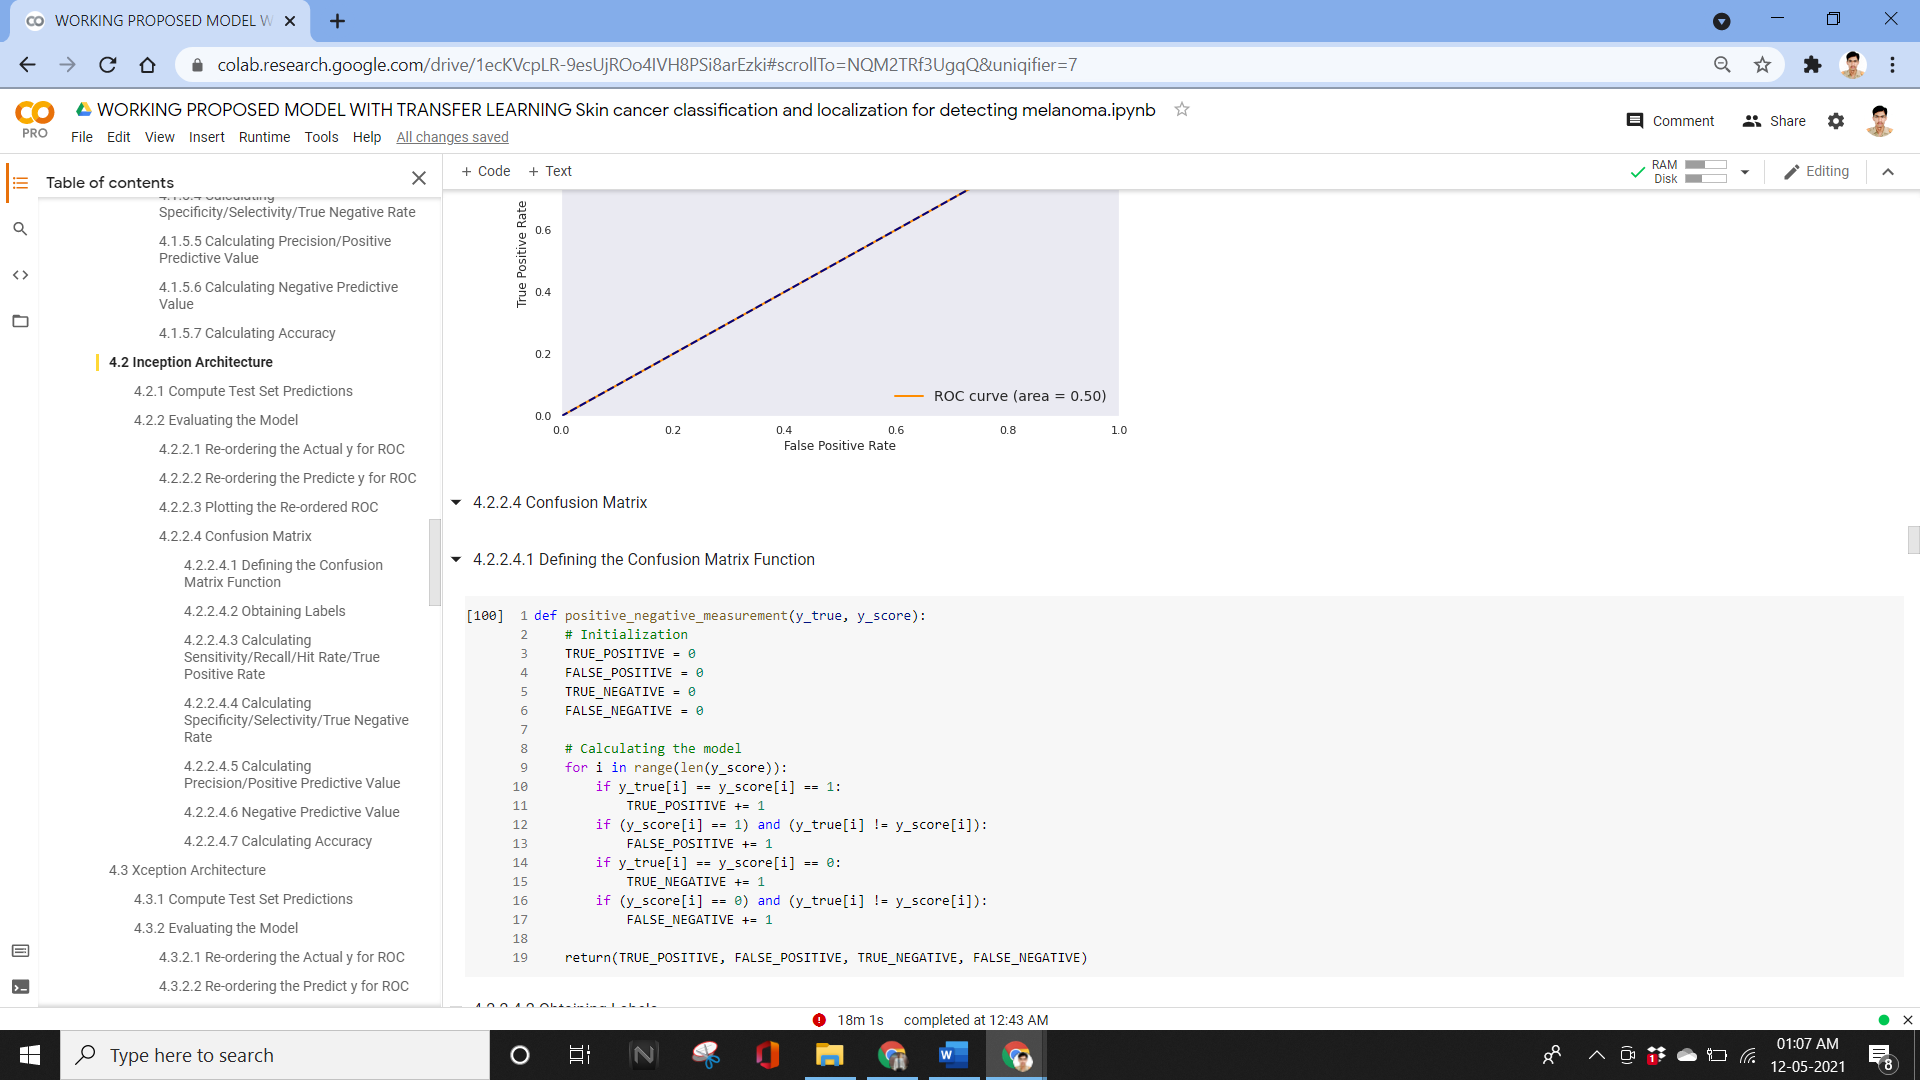 WORKING PROPOSED MODEL W
colab.research.google.com/drive/1ecKVcpLR-9esUjROo4IVH8PSi8arEzki#scrollTo=NQM2TRf3UgqQ&uniqifier=7
PRO
WORKING PROPOSED MODEL WITH TRANSFER LEARNING Skin cancer classification and localization for detecting melanoma.ipynb
File Edit View Insert Runtime Tools Help All changes saved
Comment
Share
Table of contents
+ Code + Text
RAM
Disk
Editing
4.1.5.4 Calculating
Specificity/Selectivity/True Negative Rate
4.1.5.5 Calculating Precision/Positive
Predictive Value
4.1.5.6 Calculating Negative Predictive
Value
4.1.5.7 Calculating Accuracy
4.2 Inception Architecture
4.2.1 Compute Test Set Predictions
4.2.2 Evaluating the Model
4.2.2.1 Re-ordering the Actual y for ROC
4.2.2.2 Re-ordering the Predicte y for ROC
4.2.2.3 Plotting the Re-ordered ROC
4.2.2.4 Confusion Matrix
4.2.2.4.1 Defining the Confusion
Matrix Function
4.2.2.4.2 Obtaining Labels
4.2.2.4.3 Calculating
Sensitivity/Recall/Hit Rate/True
Positive Rate
4.2.2.4.4 Calculating
Specificity/Selectivity/True Negative
Rate
4.2.2.4.5 Calculating
Precision/Positive Predictive Value
4.2.2.4.6 Negative Predictive Value
4.2.2.4.7 Calculating Accuracy
4.3 Xception Architecture
4.3.1 Compute Test Set Predictions
4.3.2 Evaluating the Model
4.3.2.1 Re-ordering the Actual y for ROC
4.3.2.2 Re-ordering the Predict y for ROC
True Positive Rate
0.6
0.4
0.2
0.0
ROC curve (area = 0.50)
0.0 0.2 0.4 0.6 0.8 1.0
False Positive Rate
4.2.2.4 Confusion Matrix
4.2.2.4.1 Defining the Confusion Matrix Function
[100] 1 def positive_negative_measurement(y_true, y_score):
2     # Initialization
3     TRUE_POSITIVE = 0
4     FALSE_POSITIVE = 0
5     TRUE_NEGATIVE = 0
6     FALSE_NEGATIVE = 0
7
8     # Calculating the model
9     for i in range(len(y_score)):
10         if y_true[i] == y_score[i] == 1:
11             TRUE_POSITIVE += 1
12         if (y_score[i] == 1) and (y_true[i] != y_score[i]):
13             FALSE_POSITIVE += 1
14         if y_true[i] == y_score[i] == 0:
15             TRUE_NEGATIVE += 1
16         if (y_score[i] == 0) and (y_true[i] != y_score[i]):
17             FALSE_NEGATIVE += 1
18
19     return(TRUE_POSITIVE, FALSE_POSITIVE, TRUE_NEGATIVE, FALSE_NEGATIVE)
4.2.2.4.2 Obtaining Labels
18m 1s completed at 12:43 AM
Type here to search
01:07 AM
12-05-2021
8